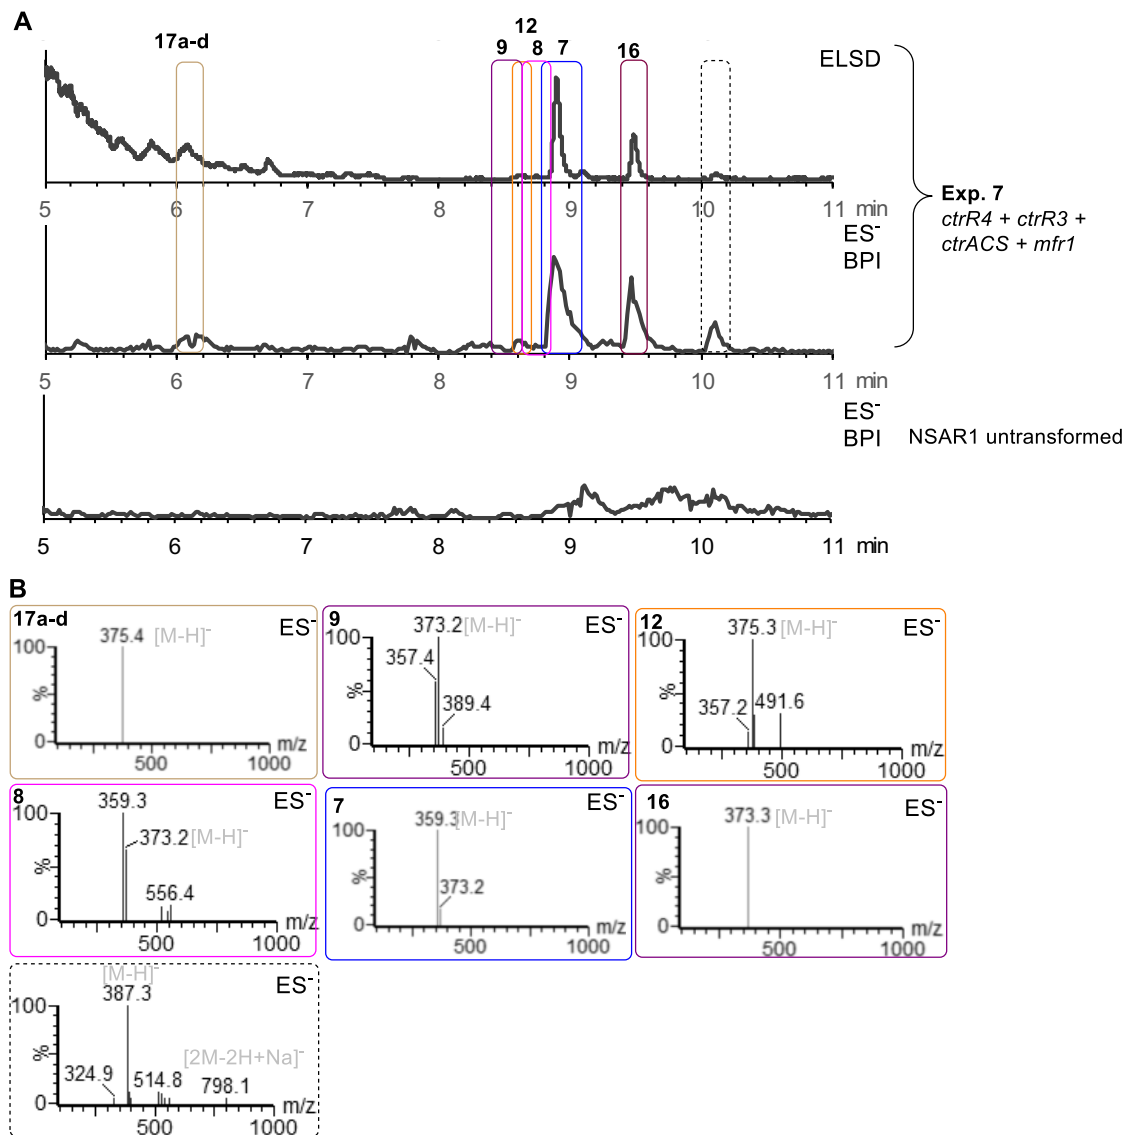 A
17a-d
9
12
8
7
16
ELSD
5 6 7 8 9 10 11 min
ES-
BPI
Exp. 7
ctrR4 + ctrR3 +
ctrACS + mfr1
5 6 7 8 9 10 11 min
ES-
BPI
NSAR1 untransformed
5 6 7 8 9 10 11 min
B
17a-d
375.4 [M-H]-
ES-
100
%
0
500 1000
m/z
9
373.2 [M-H]-
ES-
357.4
389.4
100
%
0
500 1000
m/z
12
375.3 [M-H]-
ES-
357.2
491.6
100
%
0
500 1000
m/z
8
359.3
ES-
373.2 [M-H]-
556.4
100
%
0
500 1000
m/z
7
359.3 [M-H]-
ES-
373.2
100
%
0
500 1000
m/z
16
373.3 [M-H]-
ES-
100
%
0
500 1000
m/z
[M-H]-
387.3
ES-
[2M-2H+Na]-
324.9
514.8
798.1
100
%
0
500 1000
m/z